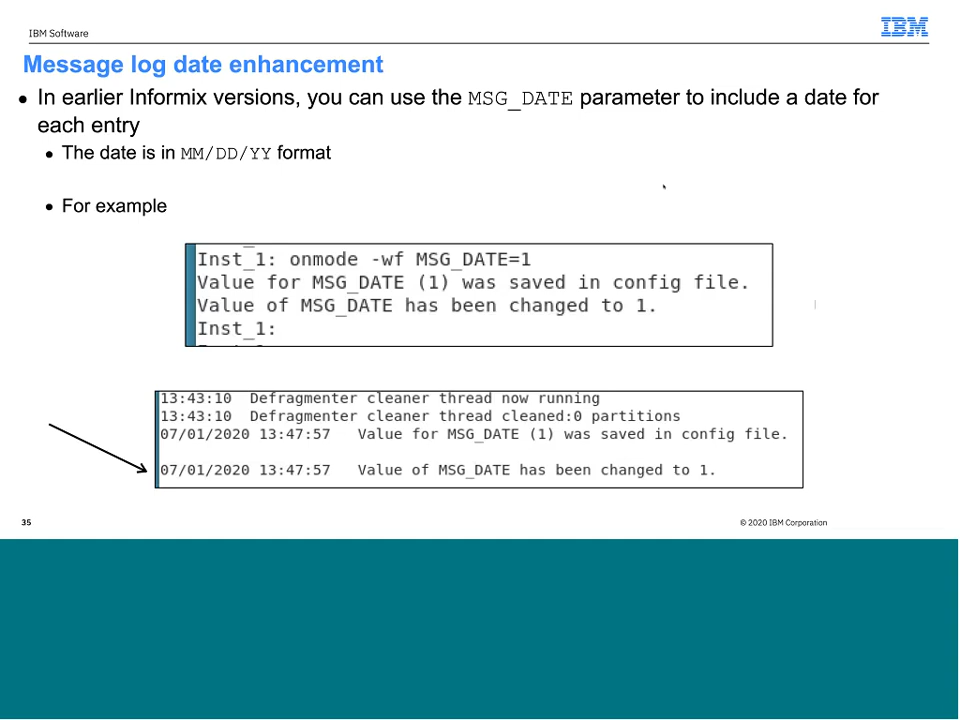 IBM Software
IBM
Message log date enhancement
• In earlier Informix versions, you can use the MSG_DATE parameter to include a date for
each entry
• The date is in MM/DD/YY format
• For example
Inst_1: onmode -wf MSG_DATE=1
Value for MSG_DATE (1) was saved in config file.
Value of MSG_DATE has been changed to 1.
Inst_1:
13:43:10  Defragmenter cleaner thread now running
13:43:10  Defragmenter cleaner thread cleaned:0 partitions
07/01/2020 13:47:57   Value for MSG_DATE (1) was saved in config file.
07/01/2020 13:47:57   Value of MSG_DATE has been changed to 1.
35
© 2020 IBM Corporation